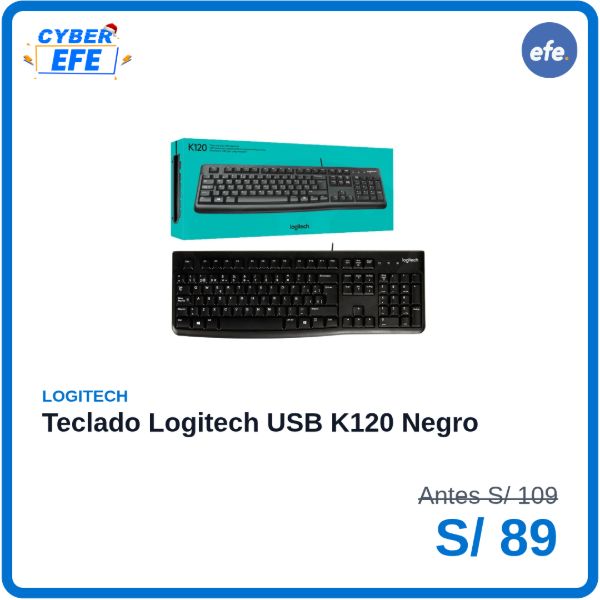 CYBER
EFE
efe.
K120
logitech
logitech
LOGITECH
Teclado Logitech USB K120 Negro
Antes S/ 109
S/ 89